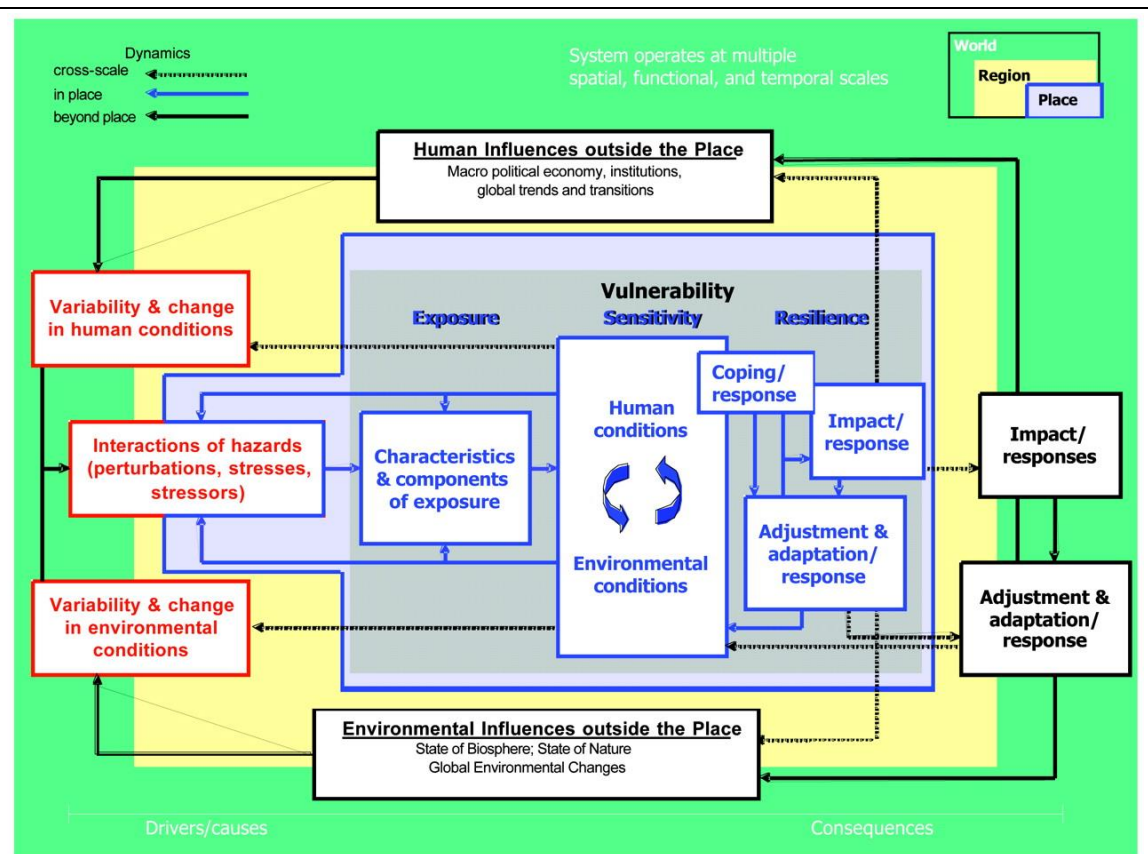 Dynamics
cross-scale
in place
beyond place
System operates at multiple
spatial, functional, and temporal scales
World
Region
Place
Human Influences outside the Place
Macro political economy, institutions,
global trends and transitions
Variability & change
in human conditions
Vulnerability
Exposure
Sensitivity
Resilience
Interactions of hazards
(perturbations, stresses,
stressors)
Characteristics
& components
of exposure
Human
conditions
Environmental
conditions
Coping/
response
Impact/
response
Adjustment &
adaptation/
response
Impact/
responses
Adjustment &
adaptation/
response
Variability & change
in environmental
conditions
Environmental Influences outside the Place
State of Biosphere; State of Nature
Global Environmental Changes
Drivers/causes
Consequences